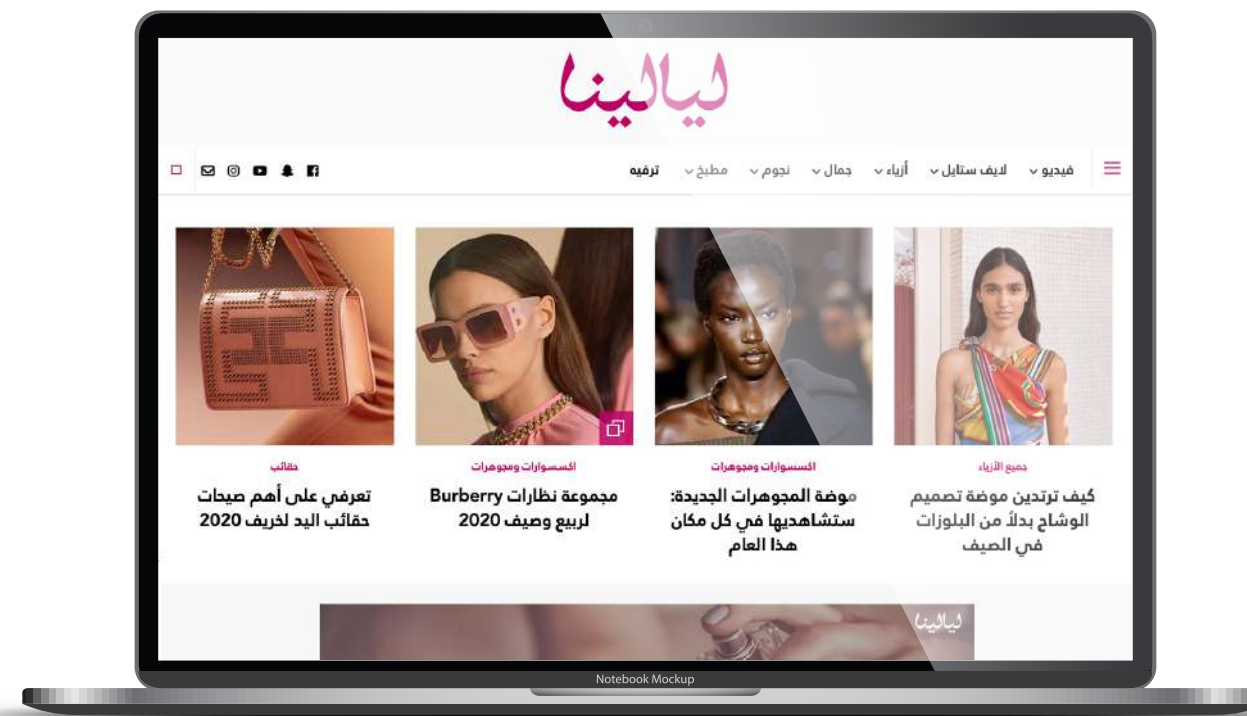 ليالينا
فيديو
لايف ستايل
أزياء
جمال
نجوم
مطبخ
ترفيه
جميع الأزياء
كيف ترتدين موضة تصميم
الوشاح بدلاً من البلوزات
في الصيف
اكسسوارات ومجوهرات
موضة المجوهرات الجديدة:
ستشاهديها في كل مكان
هذا العام
اكسسوارات ومجوهرات
مجموعة نظارات Burberry
لربيع وصيف 2020
حقائب
تعرفي على أهم صيحات
حقائب اليد لخريف 2020
ليالينا
Notebook Mockup